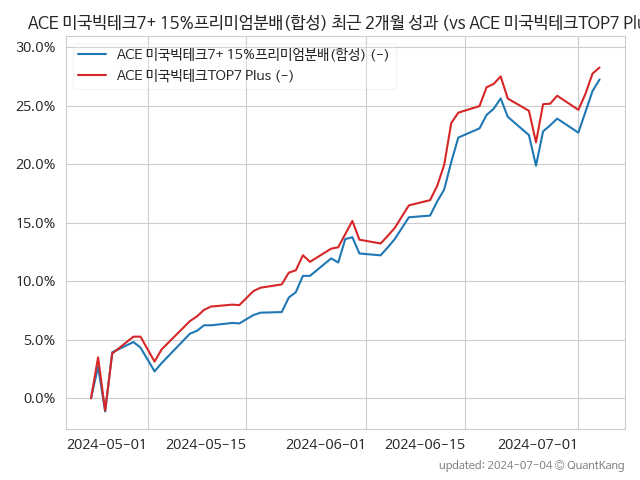 ACE 미국빅테크7+ 15%프리미엄분배(합성) 최근 2개월 성과 (vs ACE 미국빅테크TOP7 Plu
ACE 미국빅테크7+ 15%프리미엄분배(합성) (-)
ACE 미국빅테크TOP7 Plus (-)
30.0%
25.0%
20.0%
15.0%
10.0%
5.0%
0.0%
2024-05-01 2024-05-15 2024-06-01 2024-06-15 2024-07-01
updated: 2024-07-04 © QuantKang